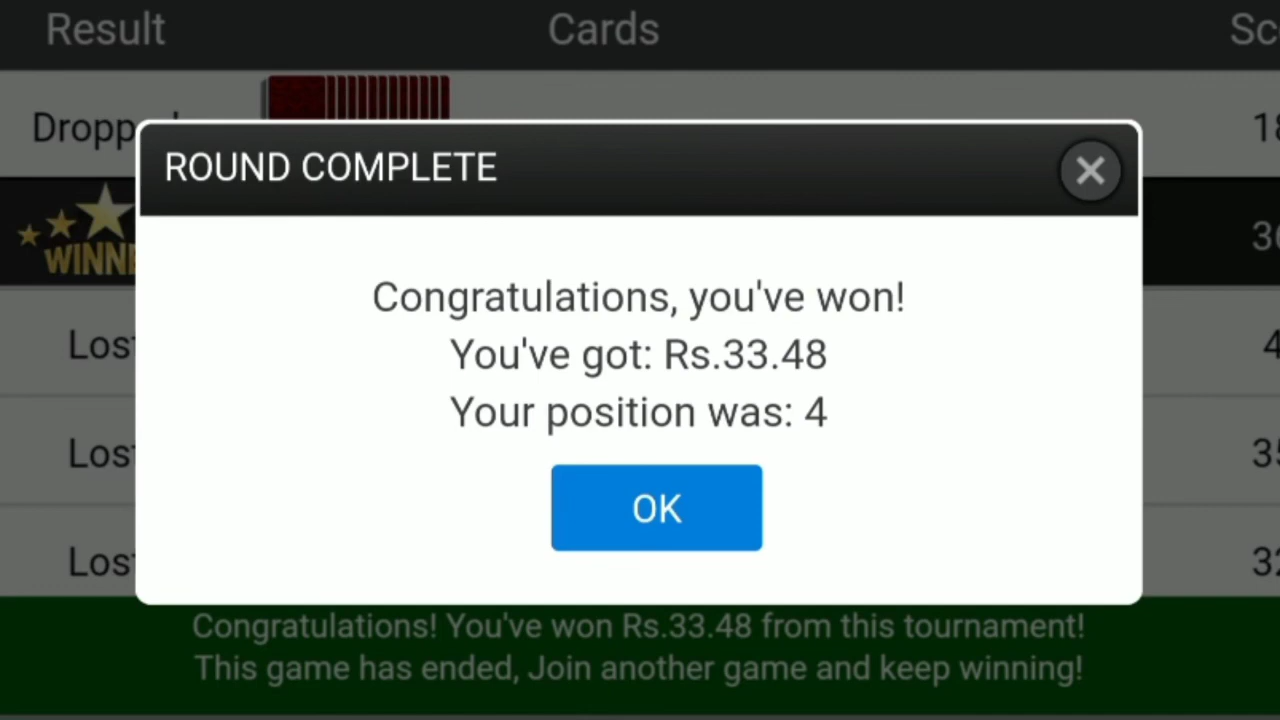 Result Cards
ROUND COMPLETE
Congratulations, you've won!
You've got: Rs.33.48
Your position was: 4
OK
Congratulations! You've won Rs.33.48 from this tournament!
This game has ended, Join another game and keep winning!